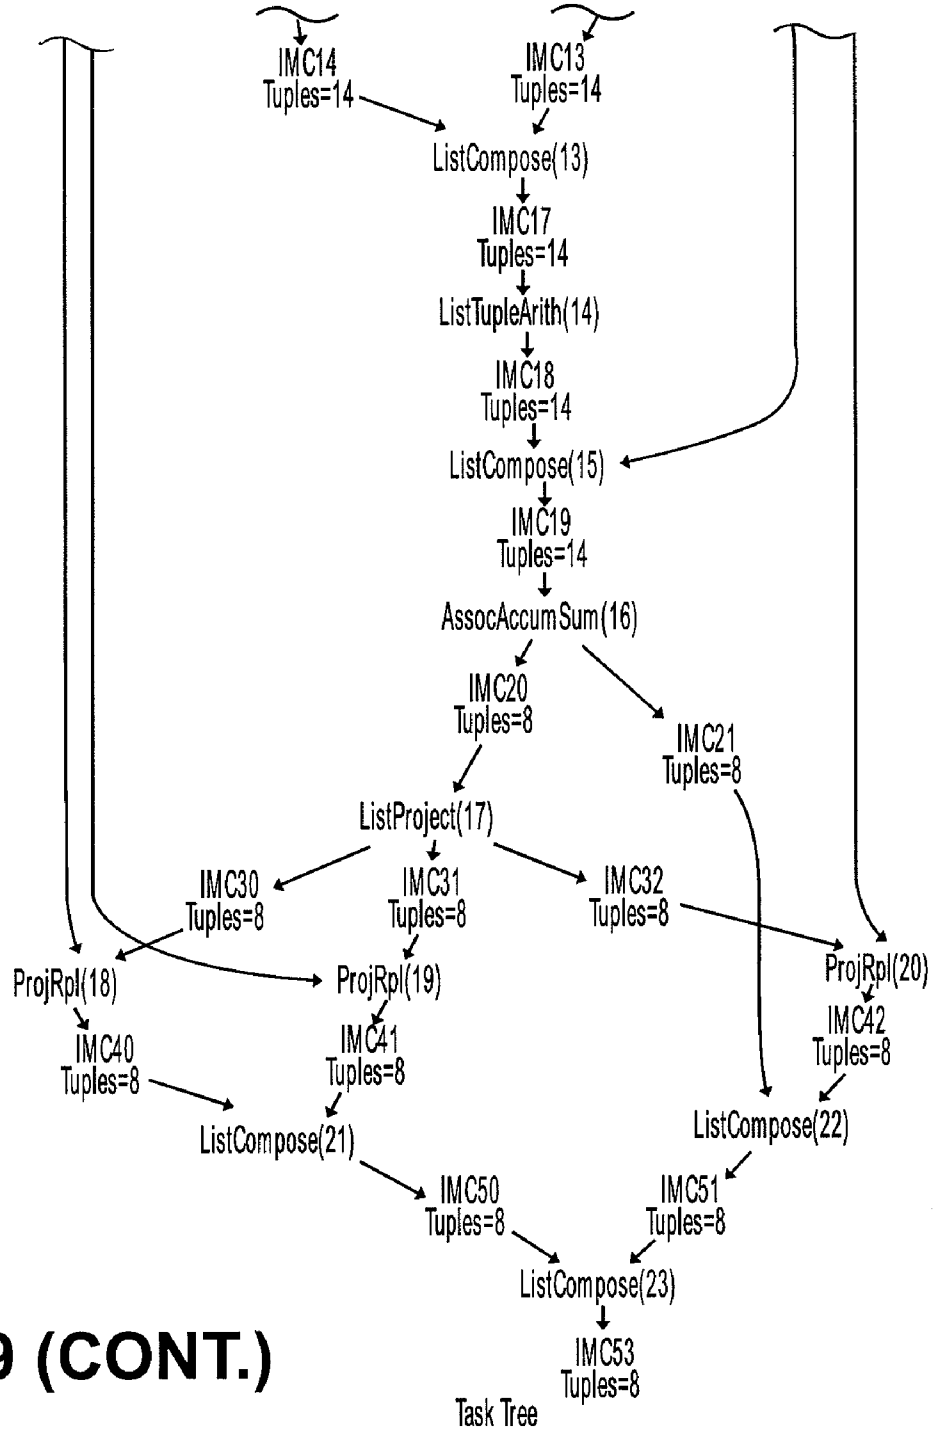 IMC14
Tuples=14
IMC13
Tuples=14
ListCompose(13)
IMC17
Tuples=14
ListTupleArith(14)
IMC18
Tuples=14
ListCompose(15)
IMC19
Tuples=14
AssocAccumSum(16)
IMC20
Tuples=8
IMC21
Tuples=8
ListProject(17)
IMC30
Tuples=8
IMC31
Tuples=8
IMC32
Tuples=8
ProjRpl(18)
ProjRpl(19)
ProjRpl(20)
IMC40
Tuples=8
IMC41
Tuples=8
IMC42
Tuples=8
ListCompose(21)
ListCompose(22)
IMC50
Tuples=8
IMC51
Tuples=8
ListCompose(23)
IMC53
Tuples=8
9 (CONT.)
Task Tree